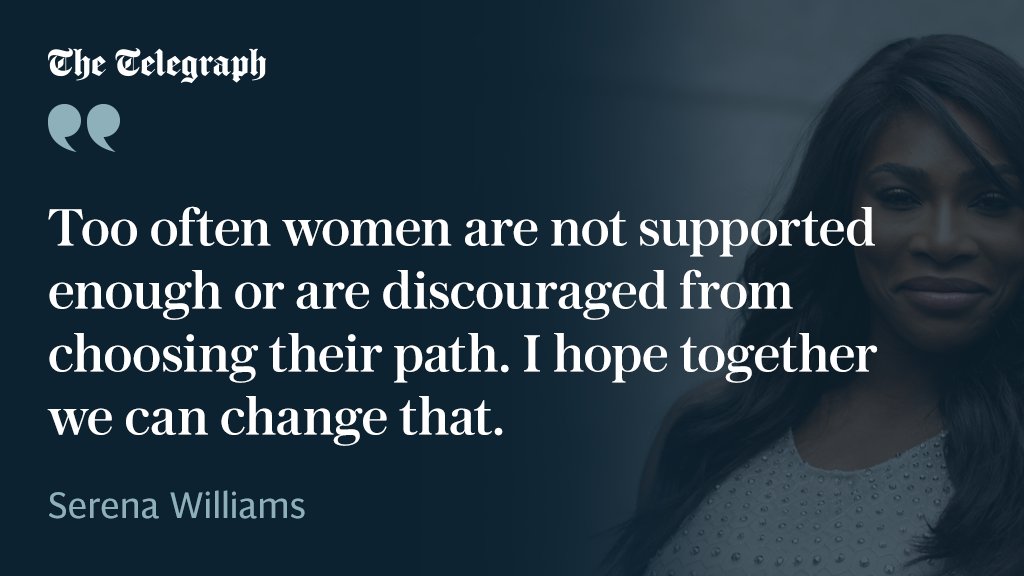 The Telegraph
”
Too often women are not supported
enough or are discouraged from
choosing their path. I hope together
we can change that.
Serena Williams